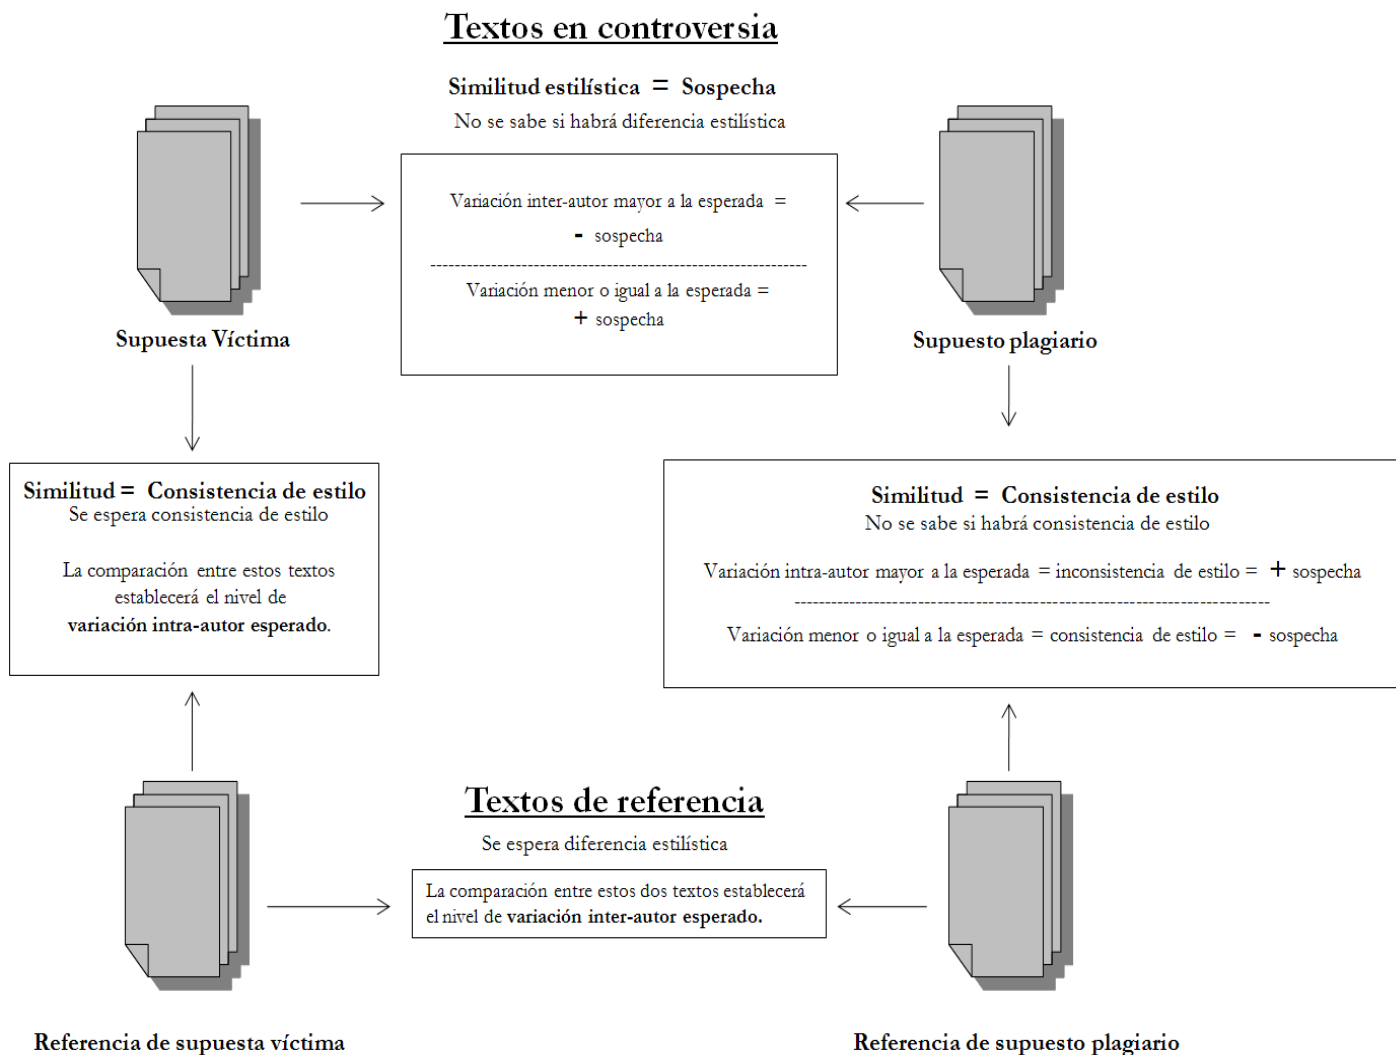 Textos en controversia
Similitud estilística = Sospecha
No se sabe si habrá diferencia estilística
Variación inter-autor mayor a la esperada =
- sospecha
--------------------------------------------------------------
Variación menor o igual a la esperada =
+ sospecha
Supuesta Víctima
Supuesto plagiario
Similitud = Consistencia de estilo
Se espera consistencia de estilo
La comparación entre estos textos
establecerá el nivel de
variación intra-autor esperado.
Similitud = Consistencia de estilo
No se sabe si habrá consistencia de estilo
Variación intra-autor mayor a la esperada = inconsistencia de estilo = + sospecha
------------------------------------------------------------------------------
Variación menor o igual a la esperada = consistencia de estilo = - sospecha
Textos de referencia
Se espera diferencia estilística
La comparación entre estos dos textos establecerá
el nivel de variación inter-autor esperado.
Referencia de supuesta víctima
Referencia de supuesto plagiario